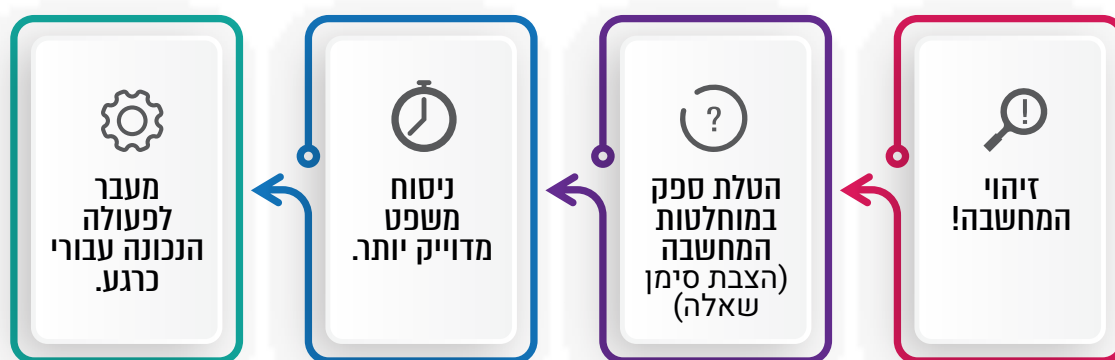 זיהוי
המחשבה!
הטלת ספק
במוחלטות
המחשבה
(הצבת סימן
שאלה)
ניסוח
משפט
מדוייק יותר.
מעבר
לפעולה
הנכונה עבורי
כרגע.